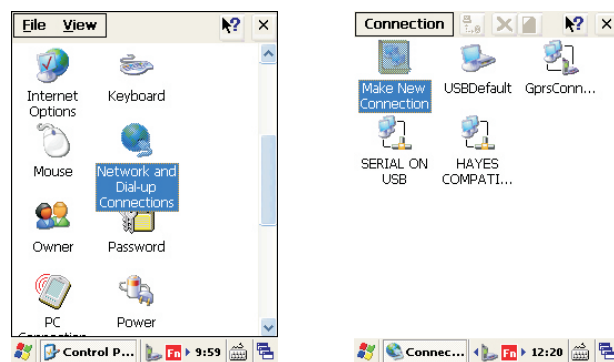 File View
?
×
Internet
Options
Keyboard
Mouse
Network and
Dial-up
Connections
Owner
Password
PC
Connection
Power
Control P...
Fn
9:59
Connection
?
×
Make New
Connection
USBDefault
GprsConn...
SERIAL ON
USB
HAYES
COMPATI...
Connec...
Fn
12:20